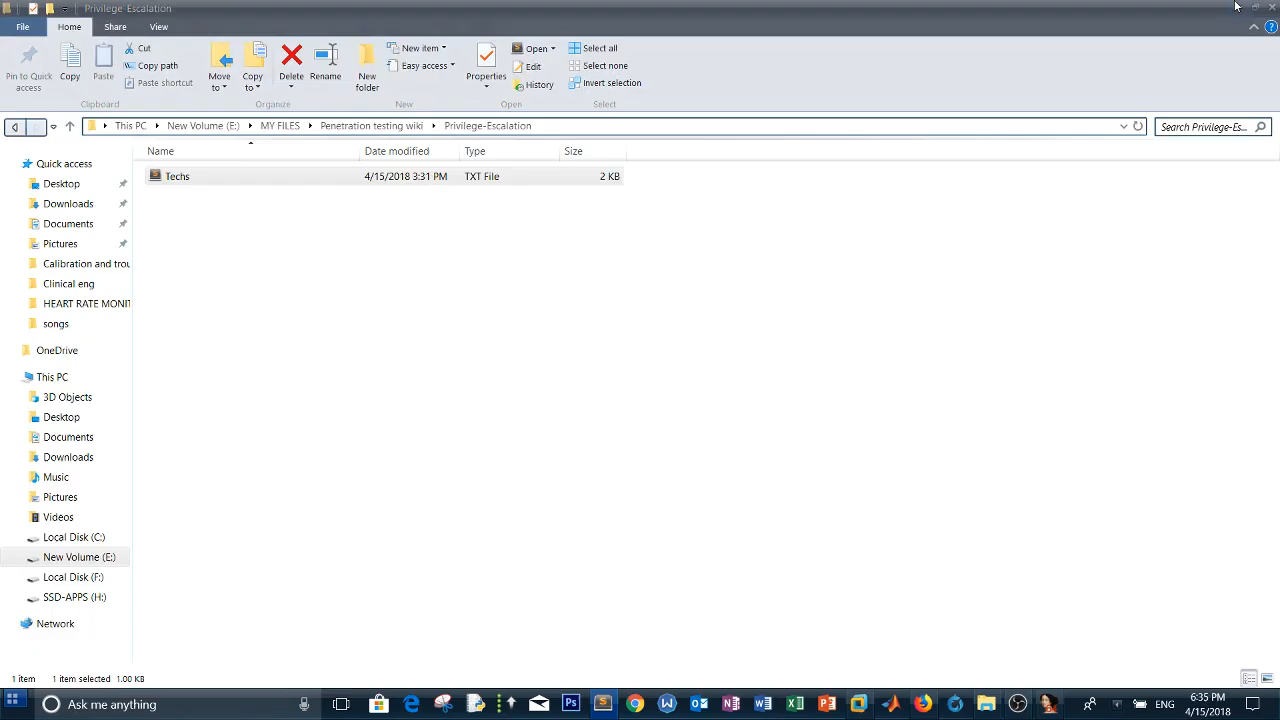 Privilege-Escalation
File Home Share View
Pin to Quick access
Copy
Paste
Cut
Copy path
Paste shortcut
Clipboard
Move to
Copy to
Delete
Rename
Organize
New folder
New item
Easy access
New
Properties
Open
Edit
History
Open
Select all
Select none
Invert selection
Select
This PC New Volume (E:) MY FILES Penetration testing wiki Privilege-Escalation
Search Privilege-Es...
Name Date modified Type Size
Techs 4/15/2018 3:31 PM TXT File 2 KB
Quick access
Desktop
Downloads
Documents
Pictures
Calibration and trou
Clinical eng
HEART RATE MONIT
songs
OneDrive
This PC
3D Objects
Desktop
Documents
Downloads
Music
Pictures
Videos
Local Disk (C:)
New Volume (E:)
Local Disk (F:)
SSD-APPS (H:)
Network
1 item 1 item selected 1.00 KB
Ask me anything
ENG
6:35 PM
4/15/2018